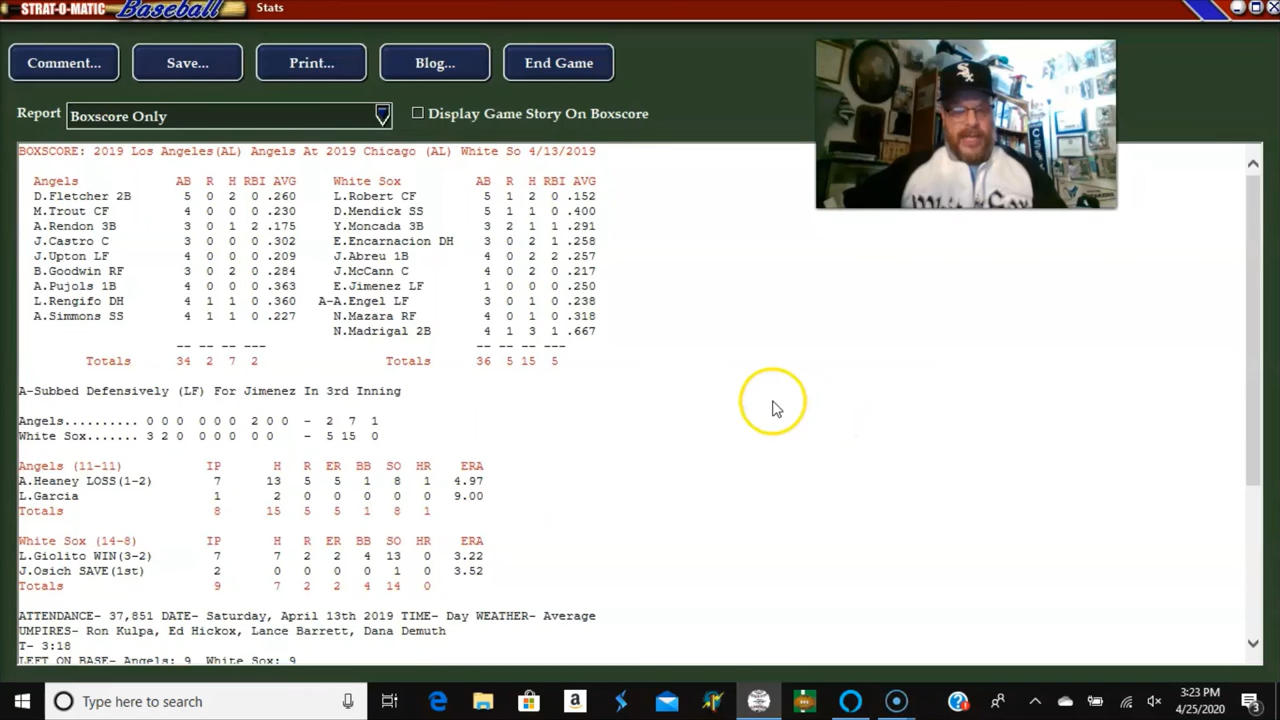 STRAT-O-MATIC Baseball Stats
Comment... Save... Print... Blog... End Game
Report Boxscore Only Display Game Story On Boxscore
BOXSCORE: 2019 Los Angeles(AL) Angels At 2019 Chicago (AL) White So 4/13/2019
Angels AB R H RBI AVG White Sox AB R H RBI AVG
D.Fletcher 2B 5 0 2 0 .260 L.Robert CF 5 1 2 0 .152
M.Trout CF 4 0 0 0 .230 D.Mendick SS 5 1 1 0 .400
A.Rendon 3B 3 0 1 2 .175 Y.Moncada 3B 3 2 1 1 .291
J.Castro C 3 0 0 0 .302 E.Encarnacion DH 3 0 2 1 .258
J.Upton LF 4 0 0 0 .209 J.Abreu 1B 4 0 2 2 .257
B.Goodwin RF 3 0 2 0 .284 J.McCann C 4 0 2 0 .217
A.Pujols 1B 4 0 0 0 .363 E.Jimenez LF 1 0 0 0 .250
L.Rengifo DH 4 1 1 0 .360 A-A.Engel LF 3 0 1 0 .238
A.Simmons SS 4 1 1 0 .227 N.Mazara RF 4 0 1 0 .318
N.Madrigal 2B 4 1 3 1 .667
-- -- -- --- -- -- -- ---
Totals 34 2 7 2 Totals 36 5 15 5
A-Subbed Defensively (LF) For Jimenez In 3rd Inning
Angels.......... 0 0 0 0 0 0 2 0 0 - 2 7 1
White Sox....... 3 2 0 0 0 0 0 0 - 5 15 0
Angels (11-11) IP H R ER BB SO HR ERA
A.Heaney LOSS(1-2) 7 13 5 5 1 8 1 4.97
L.Garcia 1 2 0 0 0 0 0 9.00
Totals 8 15 5 5 1 8 1
White Sox (14-8) IP H R ER BB SO HR ERA
L.Giolito WIN(3-2) 7 7 2 2 4 13 0 3.22
J.Osich SAVE(1st) 2 0 0 0 0 1 0 3.52
Totals 9 7 2 2 4 14 0
ATTENDANCE- 37,851 DATE- Saturday, April 13th 2019 TIME- Day WEATHER- Average
UMPIRES- Ron Kulpa, Ed Hickox, Lance Barrett, Dana Demuth
T- 3:18
LEFT ON BASE- Angels: 9 White Sox: 9
Type here to search
3:23 PM
4/25/2020